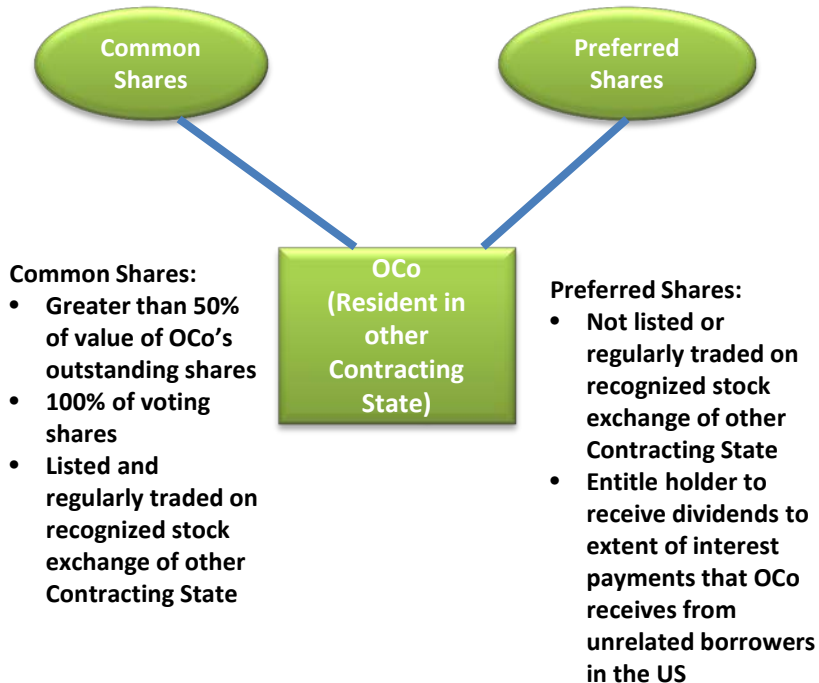 Common
Shares
Preferred
Shares
OCo
(Resident in
other
Contracting
State)
Common Shares:
• Greater than 50%
of value of OCo’s
outstanding shares
• 100% of voting
shares
• Listed and
regularly traded on
recognized stock
exchange of other
Contracting State
Preferred Shares:
• Not listed or
regularly traded on
recognized stock
exchange of other
Contracting State
• Entitle holder to
receive dividends to
extent of interest
payments that OCo
receives from
unrelated borrowers
in the US